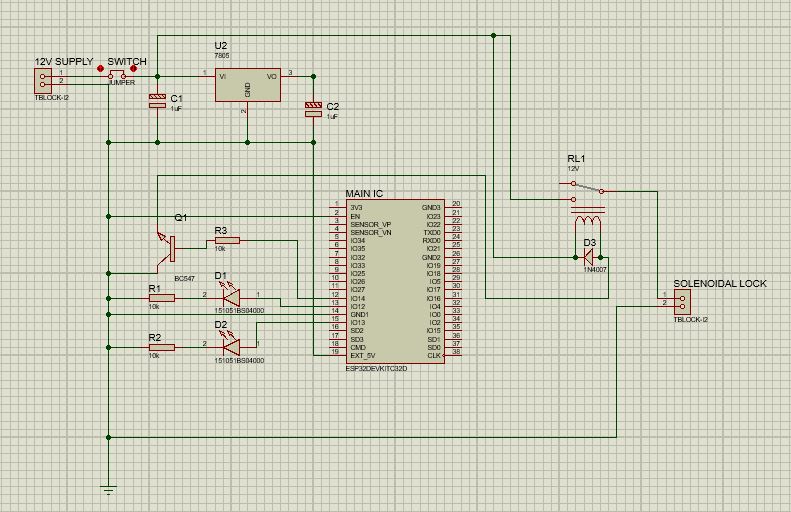 U2
7805
12V SUPPLY
SWITCH
1
2
TBLOCK-I2
JUMPER
1
VI
VO
3
GND
2
C1
1uF
C2
1uF
RL1
12V
MAIN IC
1 3V3 GND3 20
2 EN IO23 21
3 SENSOR_VP IO22 22
4 SENSOR_VN TXD0 23
5 IO34 RXD0 24
6 IO35 IO21 25
7 IO32 GND2 26
8 IO33 IO19 27
9 IO25 IO18 28
10 IO26 IO5 29
11 IO27 IO17 30
12 IO14 IO16 31
13 IO12 IO4 32
14 GND1 IO0 33
15 IO13 IO2 34
16 SD2 IO15 35
17 SD3 SD1 36
18 CMD SD0 37
19 EXT_5V CLK 38
ESP32DEVKITC32D
Q1
BC547
R3
10k
D3
1N4007
SOLENOIDAL LOCK
1
2
TBLOCK-I2
R1
10k
D1
2
1
151051BS04000
R2
10k
D2
2
1
151051BS04000